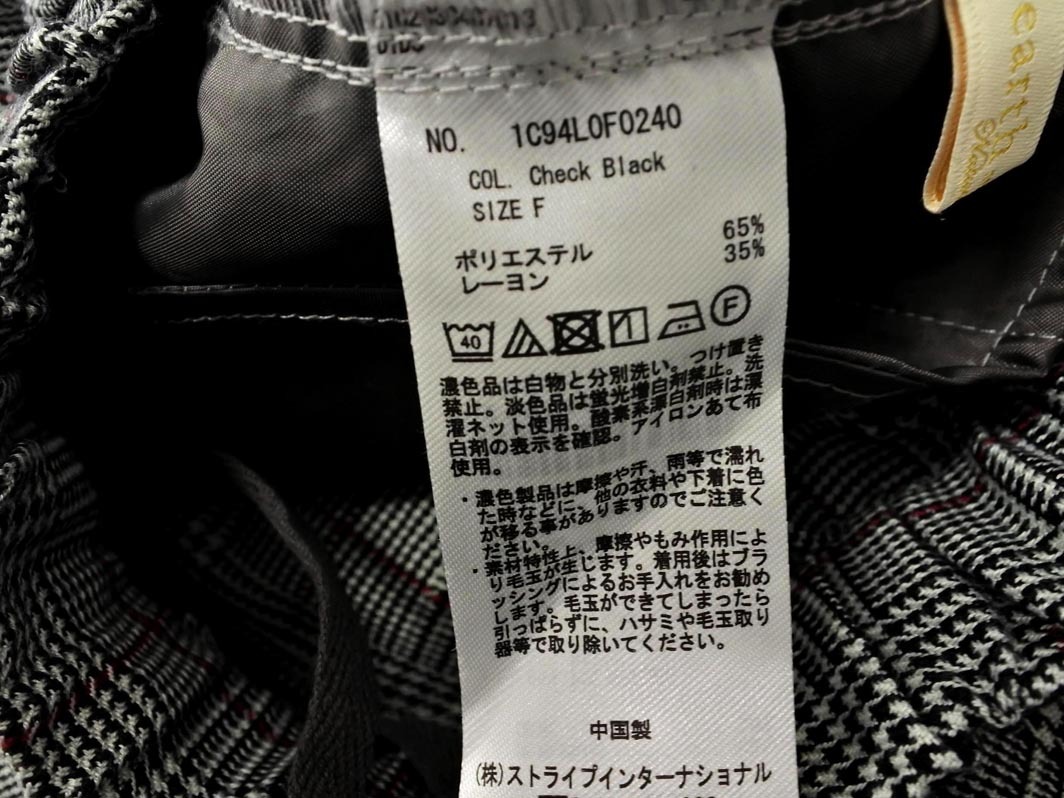 NO. 1C94L0F0240
COL. Check Black
SIZE F
65%
ポリエステル 35%
レーヨン
40
F
濃色品は白物と分別洗い。つけ置き
禁止。淡色品は蛍光増白剤禁止。洗
濯ネット使用。酸素系漂白剤時は漂
白剤の表示を確認。アイロンあて布
使用。
・濃色製品は摩擦や汗、雨等で濡れ
た時などに、他の衣料や下着に色
が移る事がありますのでご注意く
ださい。
・素材特性上、摩擦やもみ作用によ
り毛玉が生じます。着用後はブラ
ッシングによるお手入れをお勧め
します。毛玉ができてしまったら
引っぱらずに、ハサミや毛玉取り
器等で取り除いてください。
中国製
(株)ストライプインターナショナル
earth